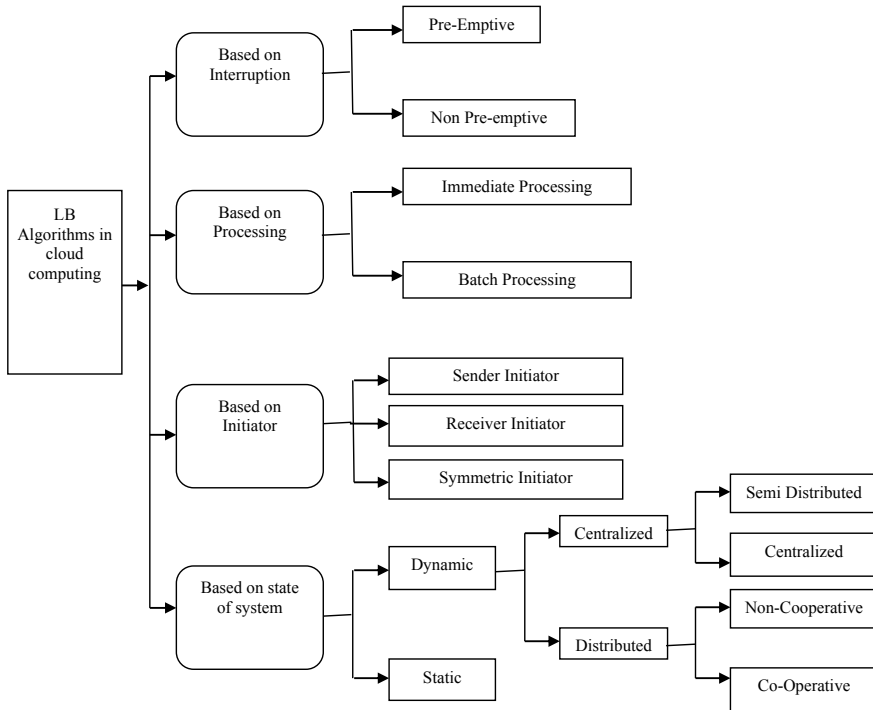 LB
Algorithms in
cloud
computing
Based on
Interruption
Pre-Emptive
Non Pre-emptive
Based on
Processing
Immediate Processing
Batch Processing
Based on
Initiator
Sender Initiator
Receiver Initiator
Symmetric Initiator
Based on state
of system
Dynamic
Static
Centralized
Distributed
Semi Distributed
Centralized
Non-Cooperative
Co-Operative